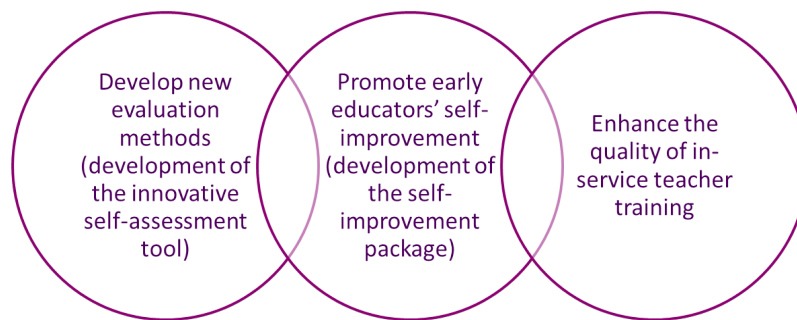 Develop new
evaluation
methods
(development of
the innovative
self-assessment
tool)
Promote early
educators' self-
improvement
(development of
the self-
improvement
package)
Enhance the
quality of in-
service teacher
training